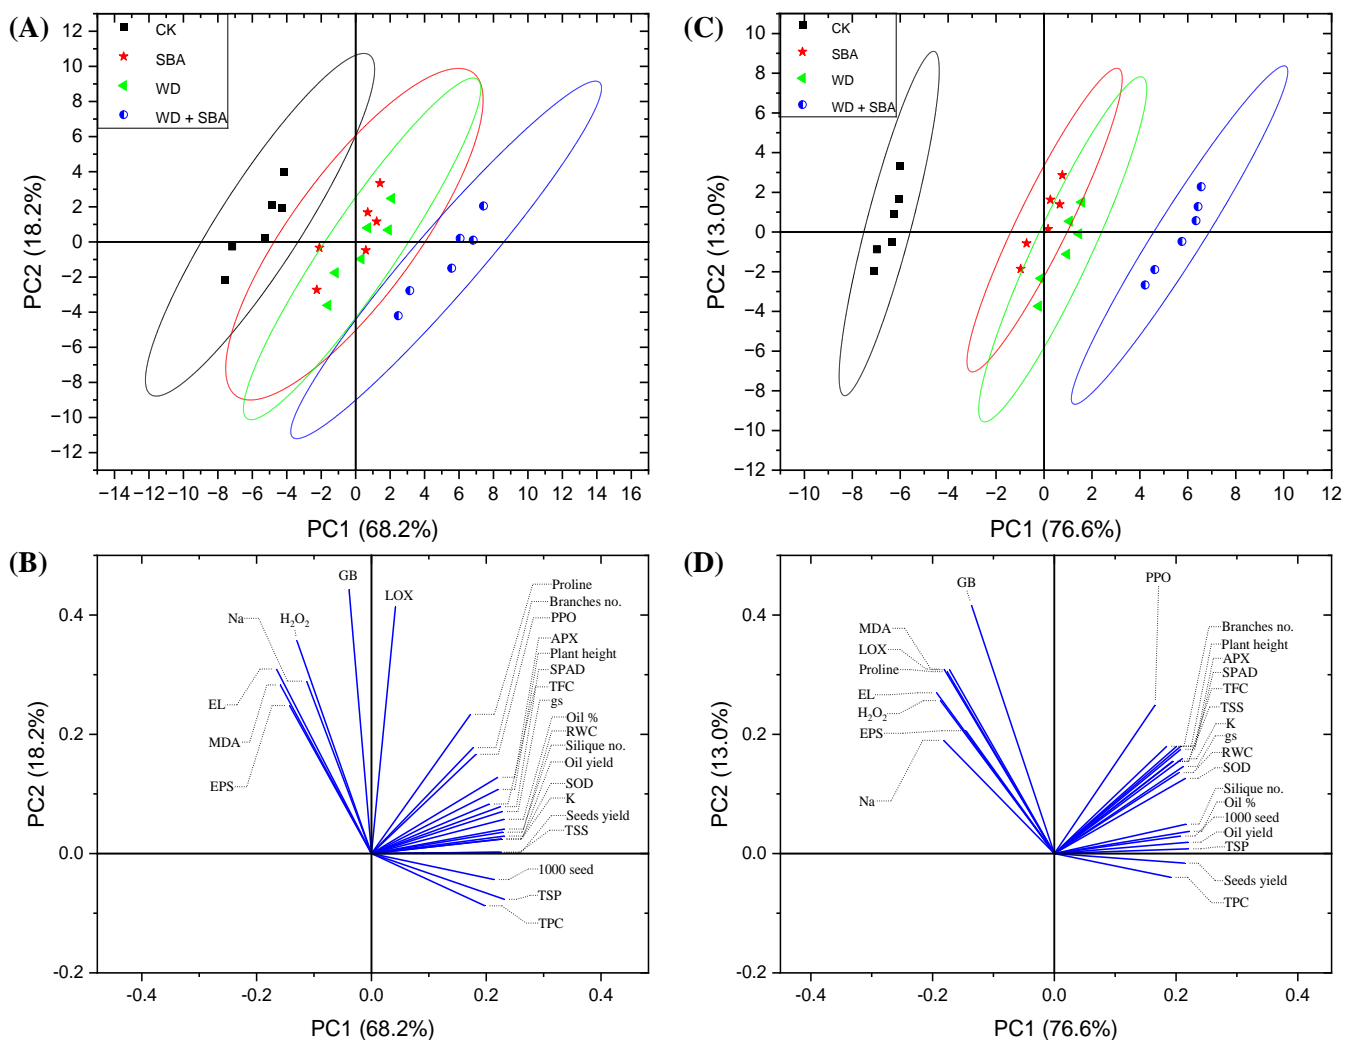 (A)
CK
SBA
WD
WD + SBA
12
10
8
6
4
2
0
−2
−4
−6
−8
−10
−12
PC2 (18.2%)
−14 −12 −10 −8 −6 −4 −2 0 2 4 6 8 10 12 14 16
PC1 (68.2%)
(C)
CK
SBA
WD
WD + SBA
10
8
6
4
2
0
−2
−4
−6
−8
−10
−12
PC2 (13.0%)
−10 −8 −6 −4 −2 0 2 4 6 8 10 12
PC1 (76.6%)
(B)
0.4
0.2
0.0
-0.2
PC2 (18.2%)
GB
LOX
Na
H₂O₂
EL
MDA
EPS
Proline
Branches no.
PPO
APX
Plant height
SPAD
TFC
gs
Oil %
RWC
Silique no.
Oil yield
SOD
K
Seeds yield
TSS
1000 seed
TSP
TPC
-0.4 -0.2 0.0 0.2 0.4
PC1 (68.2%)
(D)
0.4
0.2
0.0
-0.2
PC2 (13.0%)
GB
PPO
MDA
LOX
Proline
EL
H₂O₂
EPS
Na
Branches no.
Plant height
APX
SPAD
TFC
TSS
K
gs
RWC
SOD
Silique no.
Oil %
1000 seed
Oil yield
TSP
Seeds yield
TPC
-0.4 -0.2 0.0 0.2 0.4
PC1 (76.6%)